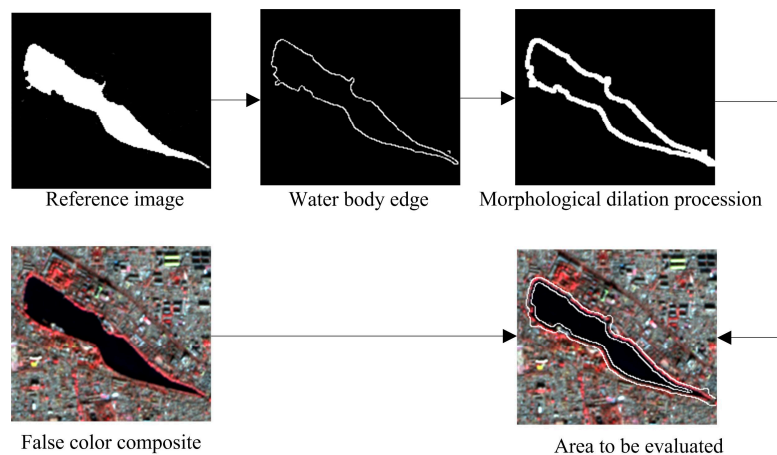 Reference image
Water body edge
Morphological dilation procession
False color composite
Area to be evaluated